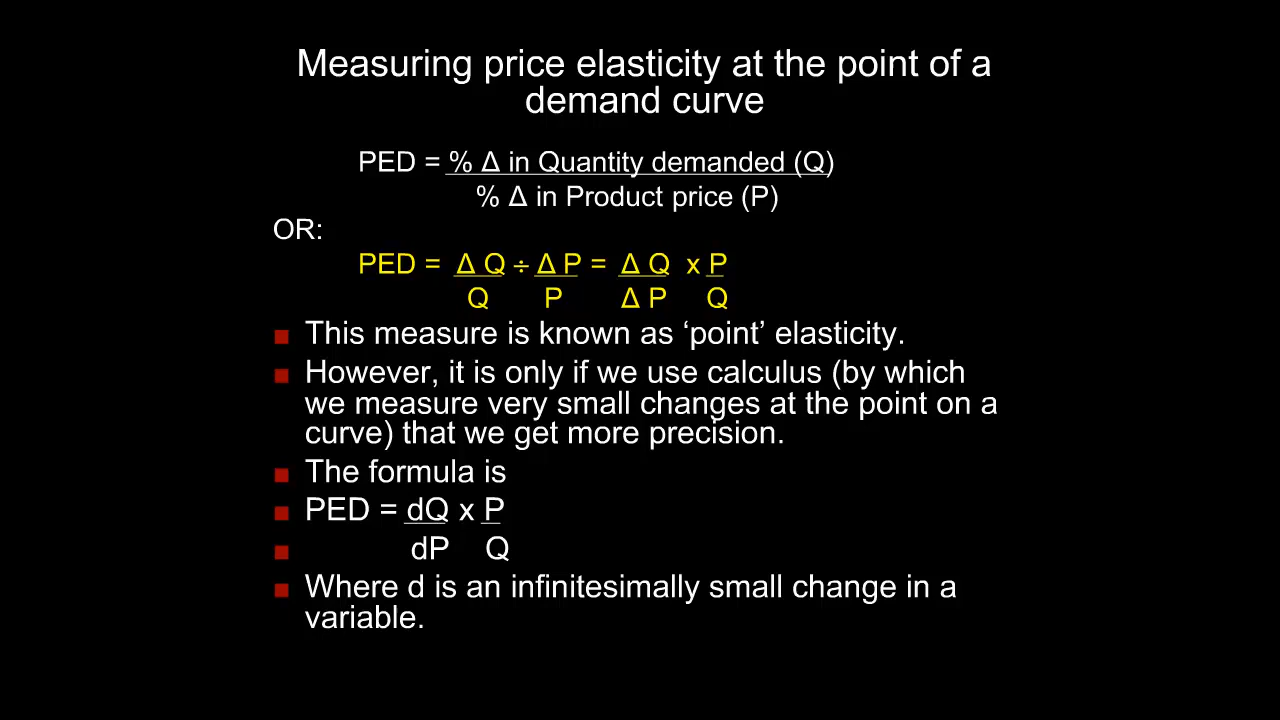 Measuring price elasticity at the point of a
demand curve
PED = % Δ in Quantity demanded (Q)
% Δ in Product price (P)
OR:
PED = Δ Q ÷ Δ P = Δ Q x P
Q P Δ P Q
■ This measure is known as ‘point’ elasticity.
■ However, it is only if we use calculus (by which
we measure very small changes at the point on a
curve) that we get more precision.
■ The formula is
■ PED = dQ x P
■ dP Q
■ Where d is an infinitesimally small change in a
variable.